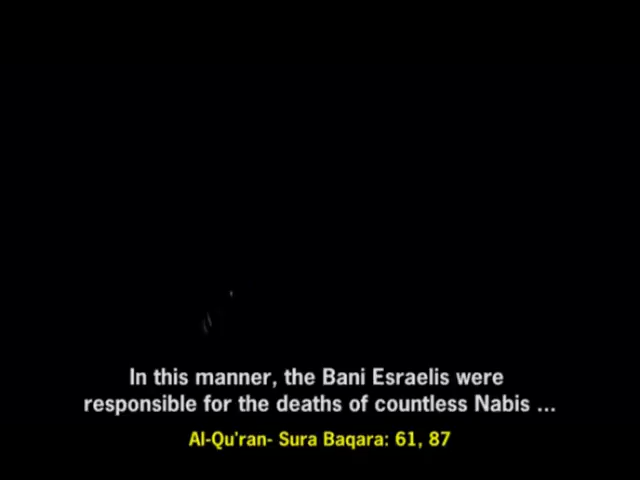 In this manner, the Bani Esraelis were
responsible for the deaths of countless Nabis ...
Al-Qu'ran- Sura Baqara: 61, 87